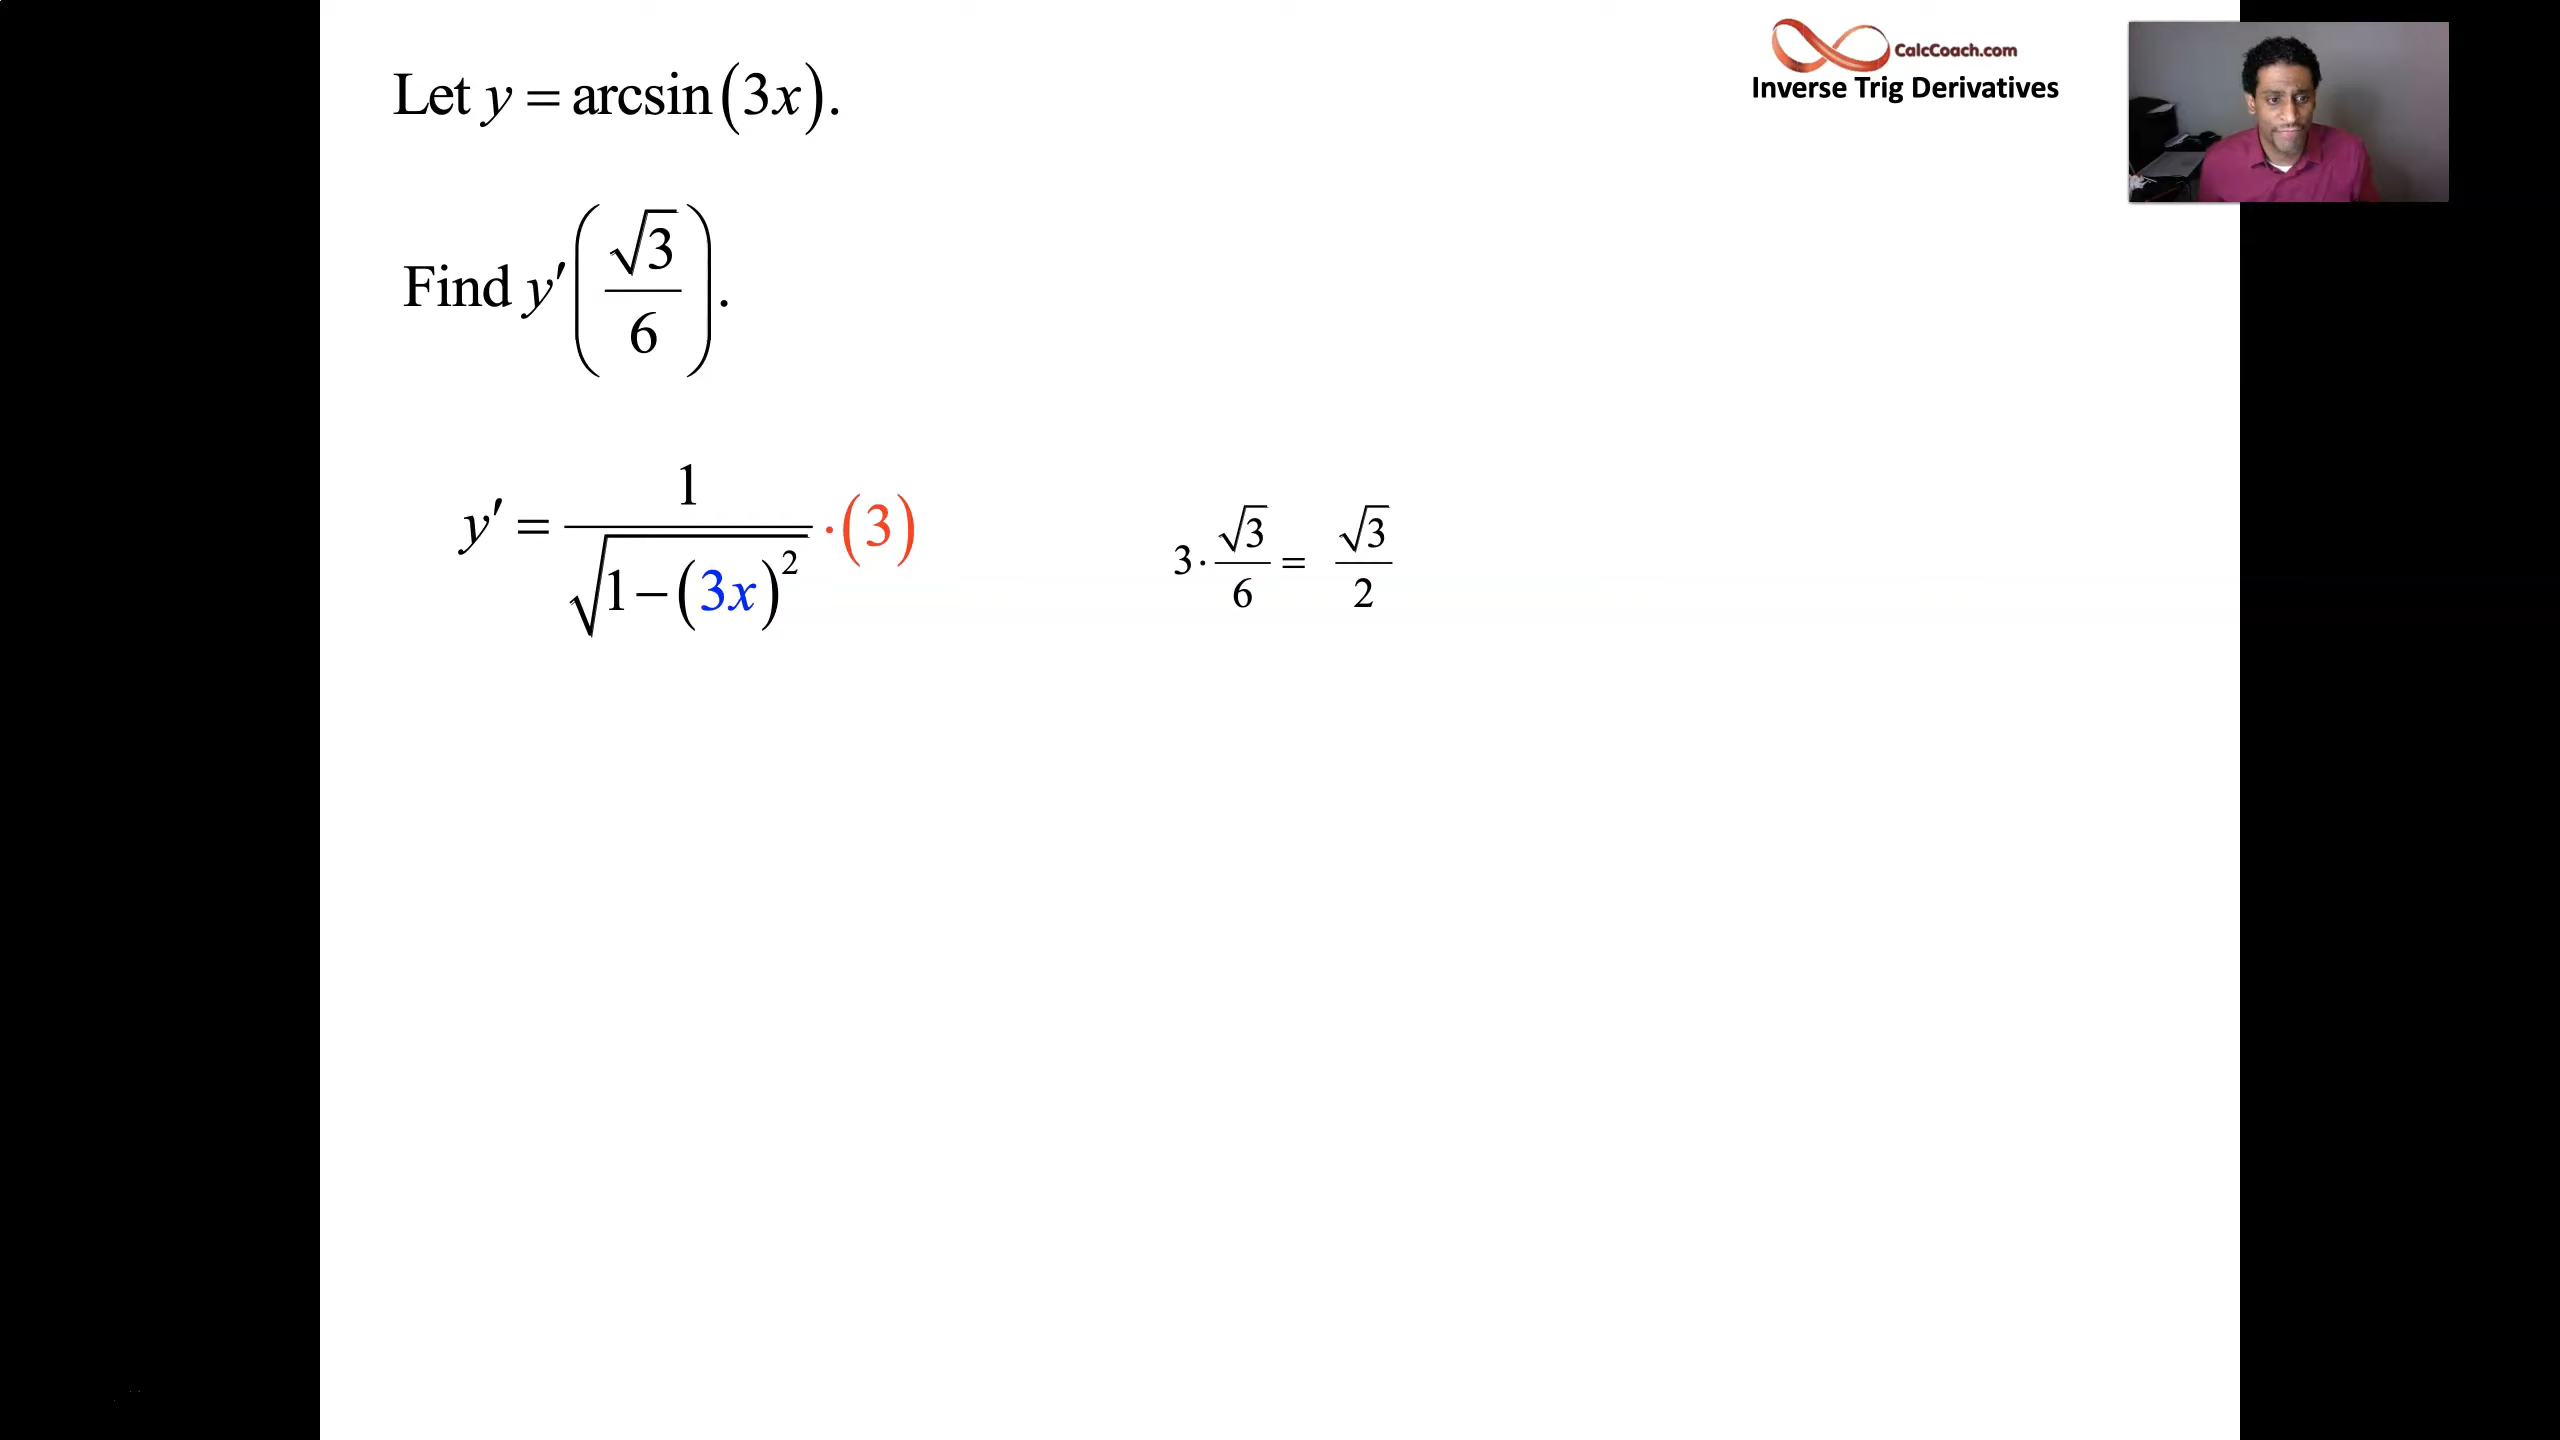 CalcCoach.com
Inverse Trig Derivatives
Let y = arcsin(3x).
Find y′(√3/6).
y′ = 1/√(1−(3x)²) · (3)
3 · √3/6 = √3/2